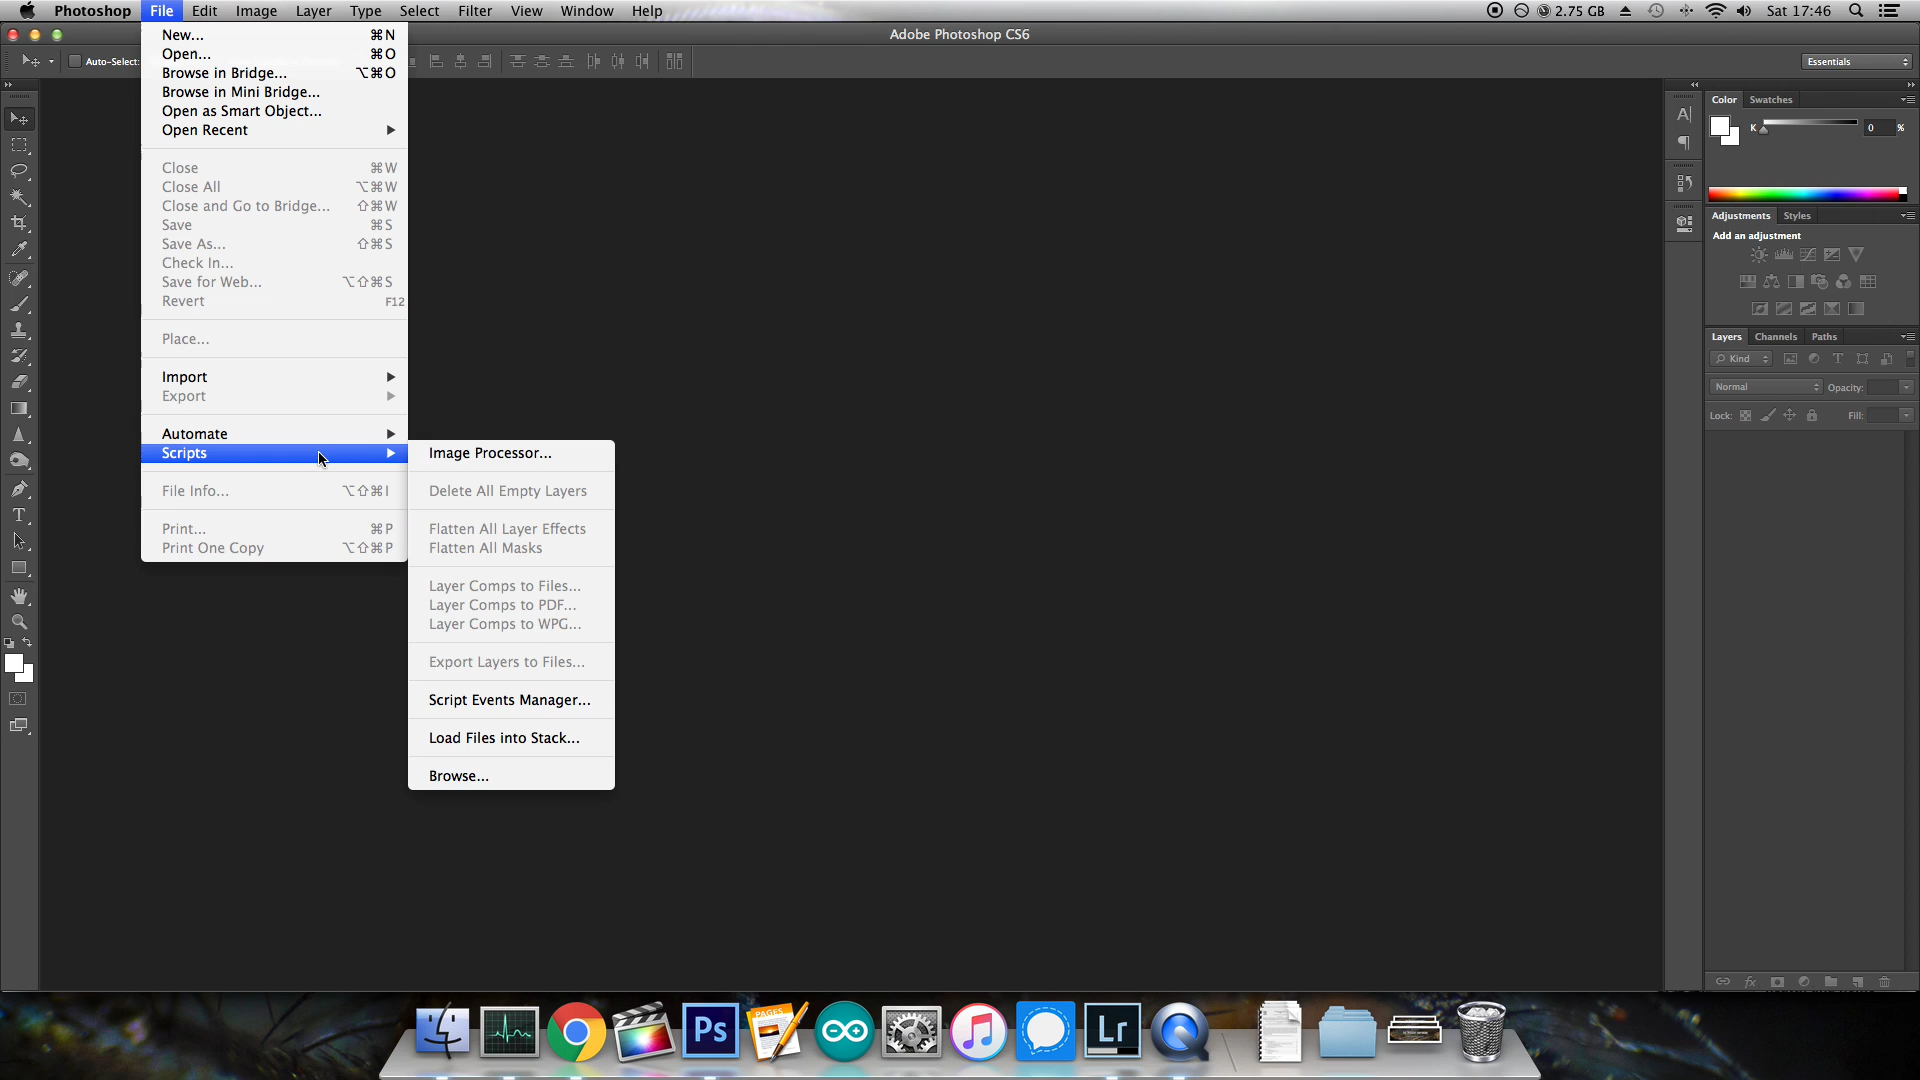 Photoshop File Edit Image Layer Type Select Filter View Window Help 2.75 GB Sat 17:46
Adobe Photoshop CS6
Auto-Select:
Essentials
New... ⌘N
Open... ⌘O
Browse in Bridge... ⌥⌘O
Browse in Mini Bridge...
Open as Smart Object...
Open Recent
Close ⌘W
Close All ⌥⌘W
Close and Go to Bridge... ⇧⌘W
Save ⌘S
Save As... ⇧⌘S
Check In...
Save for Web... ⌥⇧⌘S
Revert F12
Place...
Import
Export
Automate
Scripts
File Info... ⌥⇧⌘I
Print... ⌘P
Print One Copy ⌥⇧⌘P
Image Processor...
Delete All Empty Layers
Flatten All Layer Effects
Flatten All Masks
Layer Comps to Files...
Layer Comps to PDF...
Layer Comps to WPG...
Export Layers to Files...
Script Events Manager...
Load Files into Stack...
Browse...
Color Swatches
K 0 %
Adjustments Styles
Add an adjustment
Layers Channels Paths
Kind
Normal Opacity:
Lock: Fill:
fx
PAGES
Ps
Lr